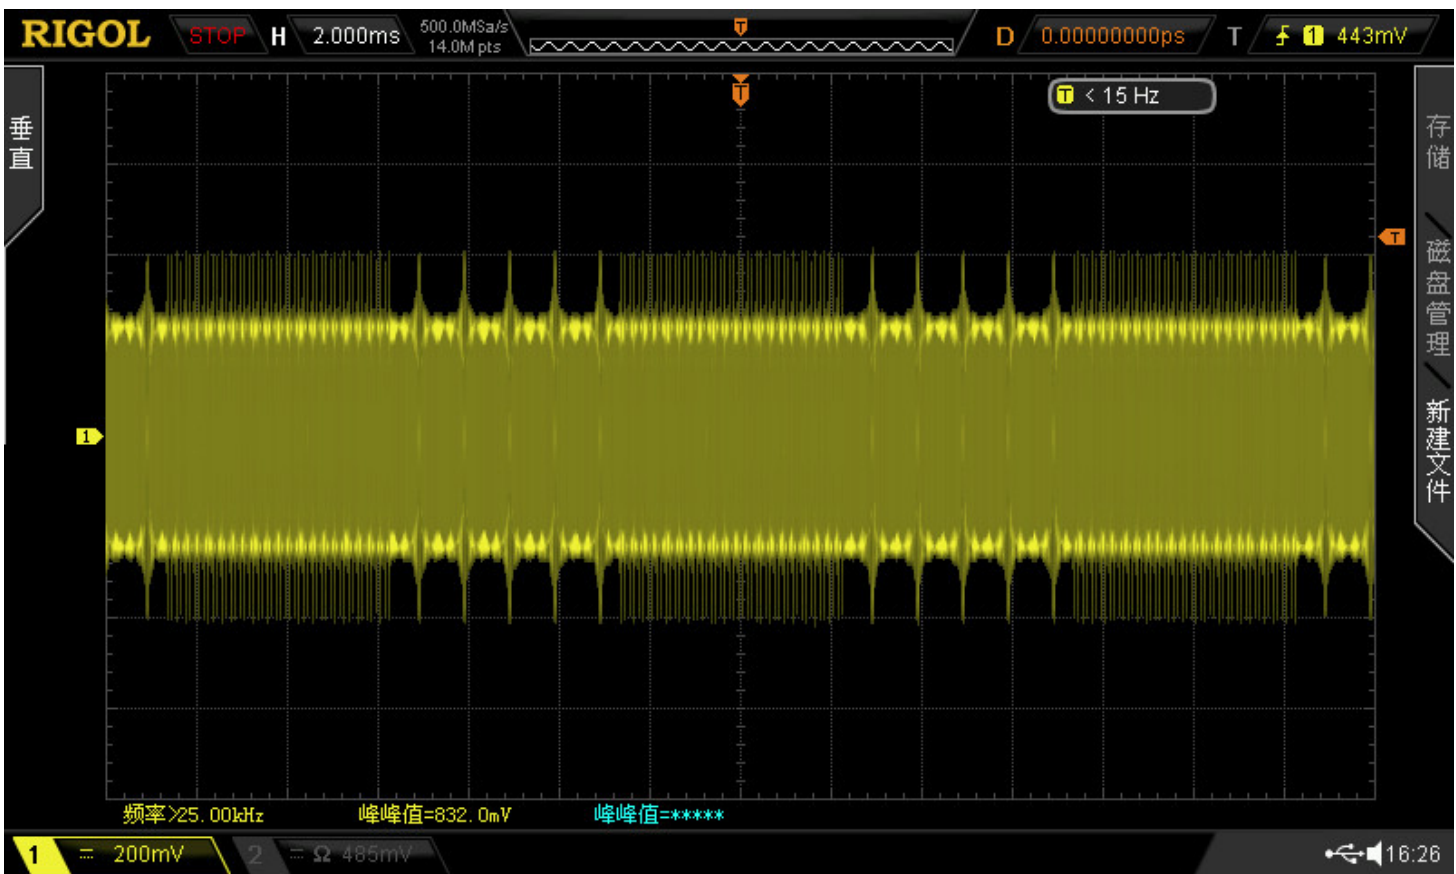 RIGOL STOP H 2.000ms 500.0MSa/s 14.0M pts T D 0.00000000ps T 1 443mV
T < 15 Hz
T
垂直
存储
磁盘管理
新建文件
T
1
频率>25.00kHz 峰峰值=832.0mV 峰峰值=*****
1 = 200mV 2 = Ω 485mV 16:26